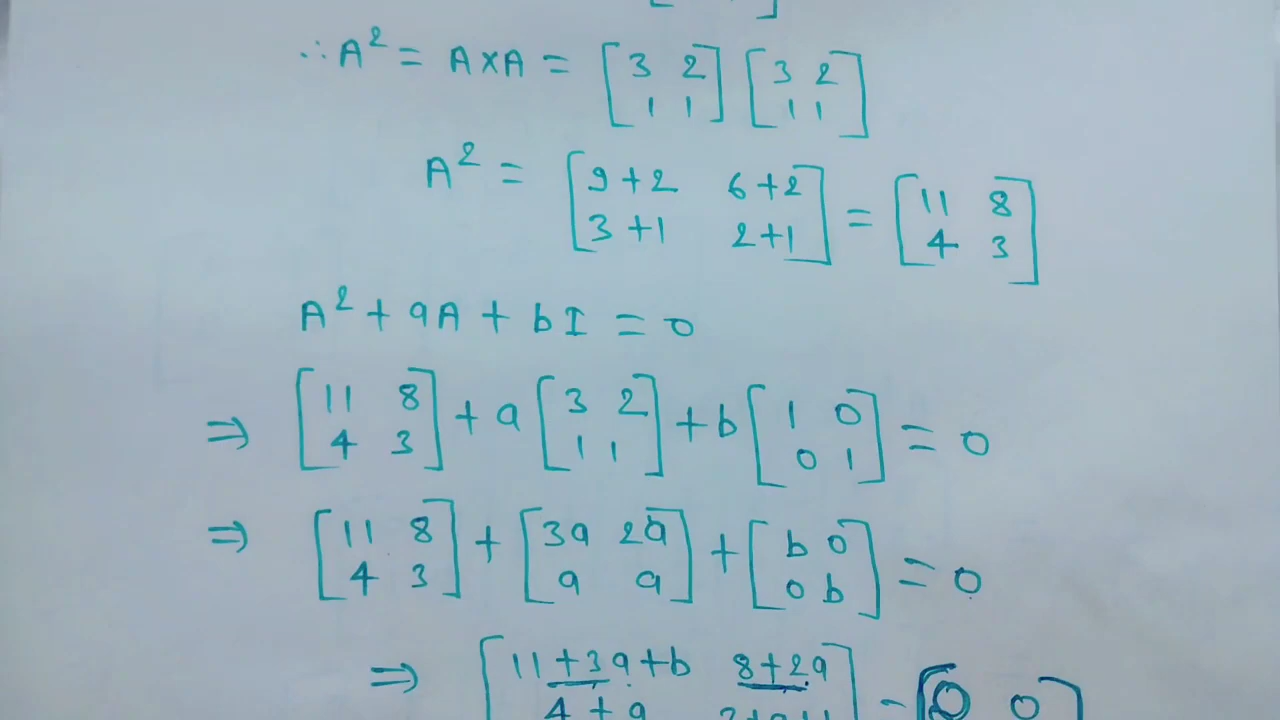 ∴ A² = A×A = [3 2 1 1] [3 2 1 1]
A² = [9+2 6+2 3+1 2+1] = [11 8 4 3]
A² + aA + bI = 0
⇒ [11 8 4 3] + a [3 2 1 1] + b [1 0 0 1] = 0
⇒ [11 8 4 3] + [3a 2a a a] + [b 0 0 b] = 0
⇒ [11+3a+b 8+2a
4+a
= [0 0]